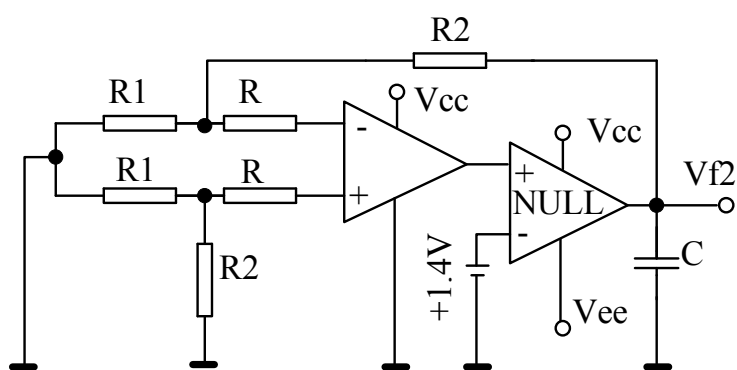 R2
R1
R
Vcc
-
R1
R
+
Vcc
+
NULL
-
Vf2
R2
+1.4V
C
Vee